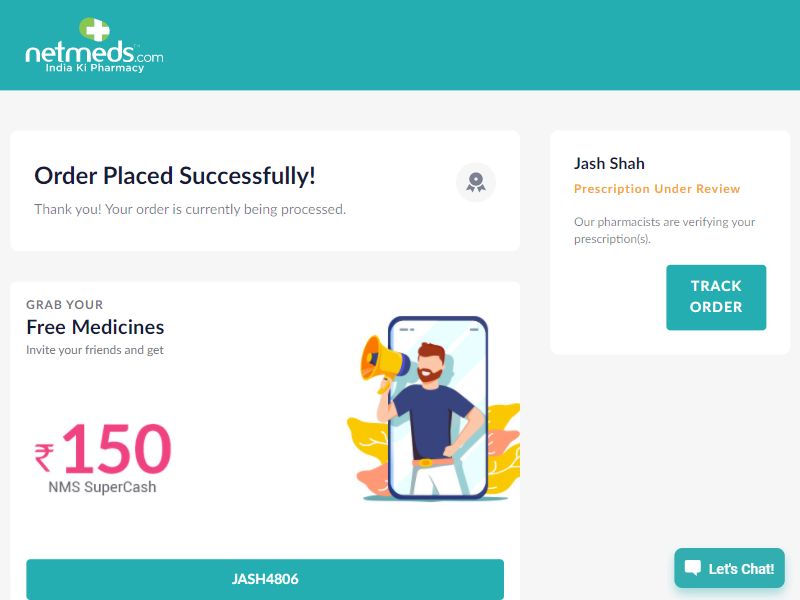 netmeds.com
India Ki Pharmacy
Order Placed Successfully!
Thank you! Your order is currently being processed.
GRAB YOUR
Free Medicines
Invite your friends and get
₹150
NMS SuperCash
JASH4806
Jash Shah
Prescription Under Review
Our pharmacists are verifying your
prescription(s).
TRACK
ORDER
Let's Chat!